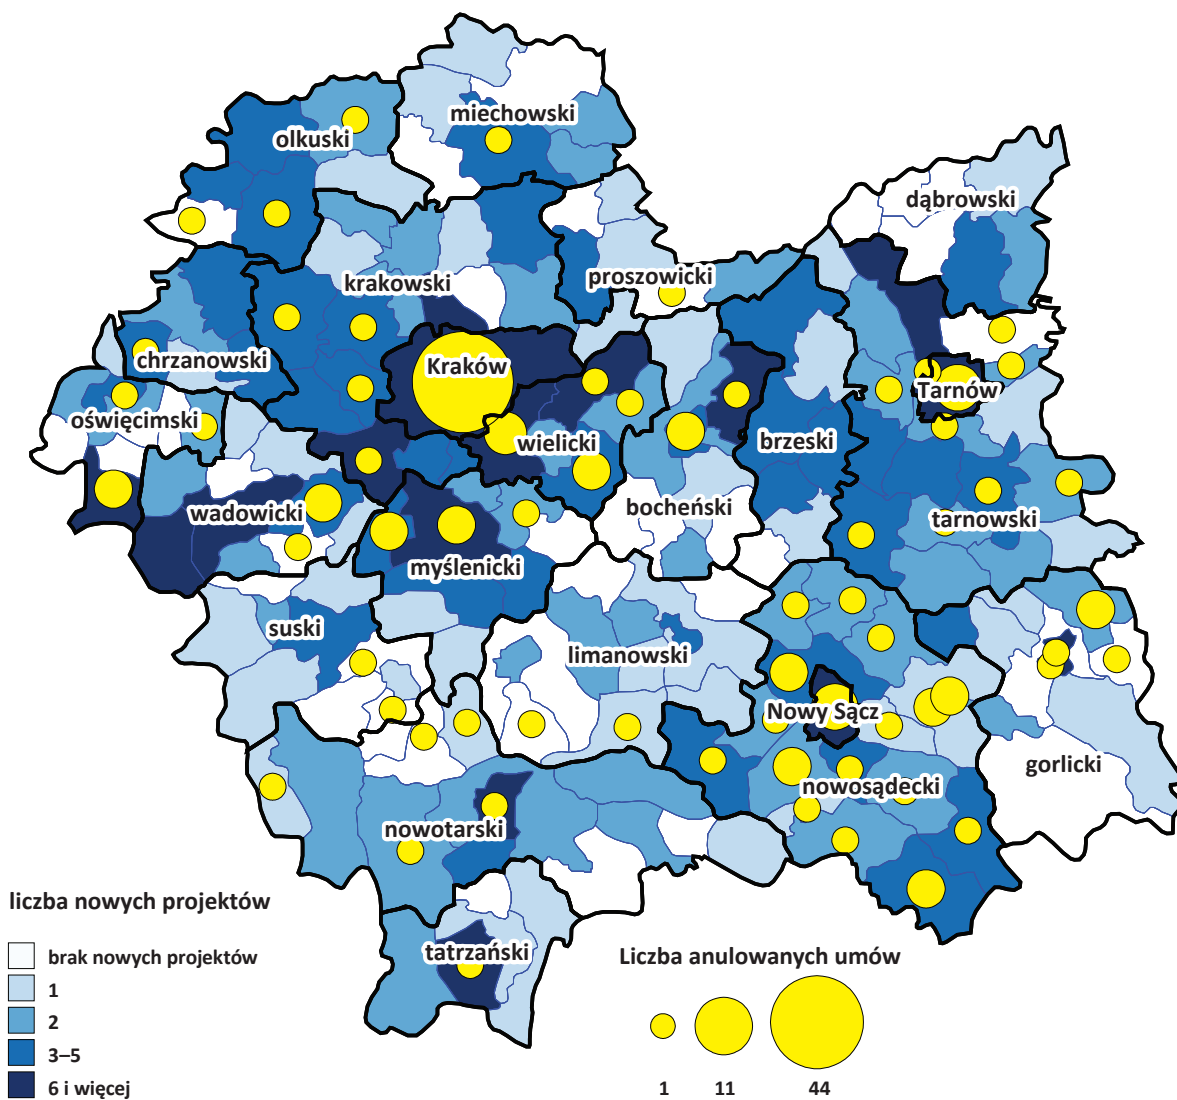 miechowski
olkuski
dąbrowski
krakowski
proszowicki
chrzanowski
Kraków
Tarnów
oświęcimski
wielicki
brzeski
wadowicki
bocheński
tarnowski
myślenicki
suski
limanowski
Nowy Sącz
gorlicki
nowosądecki
nowotarski
tatrzański
liczba nowych projektów
brak nowych projektów
1
2
3–5
6 i więcej
Liczba anulowanych umów
1 11 44